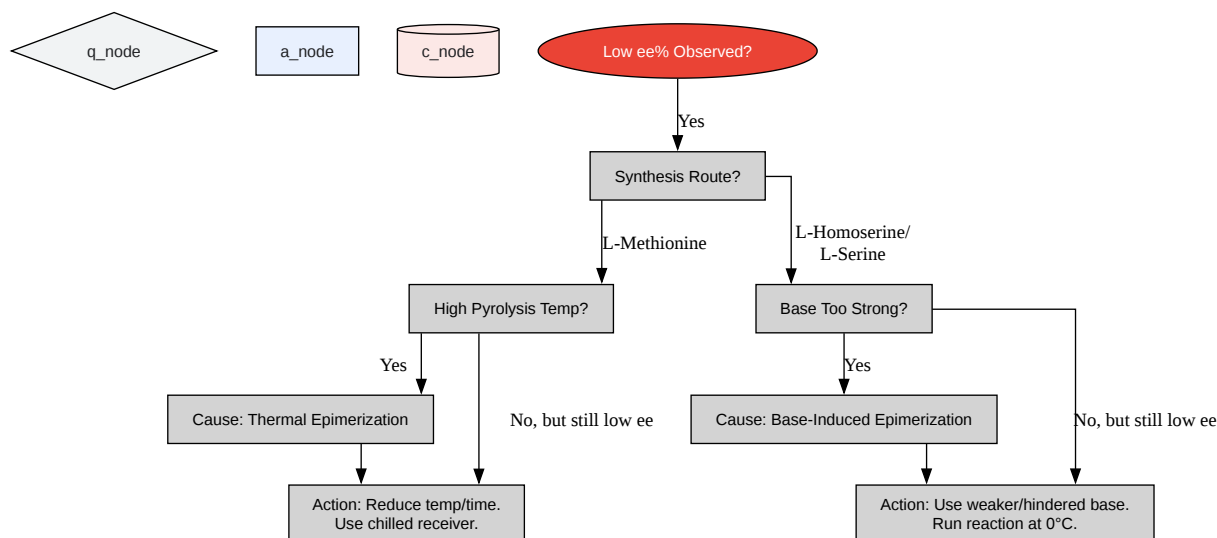 q_node
a_node
c_node
Low ee% Observed?
Yes
Synthesis Route?
L-Methionine
L-Homoserine/
L-Serine
High Pyrolysis Temp?
Base Too Strong?
Yes
Yes
Cause: Thermal Epimerization
No, but still low ee
Cause: Base-Induced Epimerization
No, but still low ee
Action: Reduce temp/time.
Use chilled receiver.
Action: Use weaker/hindered base.
Run reaction at 0°C.